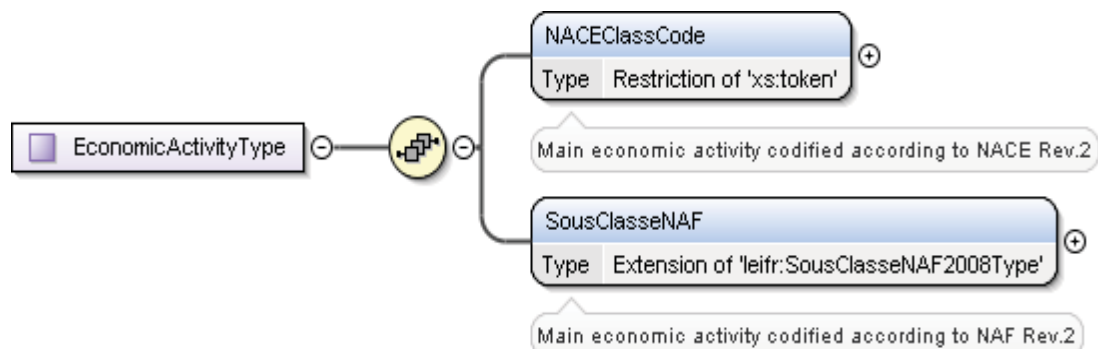 NACEClassCode
Type Restriction of 'xs:token'
Main economic activity codified according to NACE Rev.2
EconomicActivityType
SousClasseNAF
Type Extension of 'leifr:SousClasseNAF2008Type'
Main economic activity codified according to NAF Rev.2